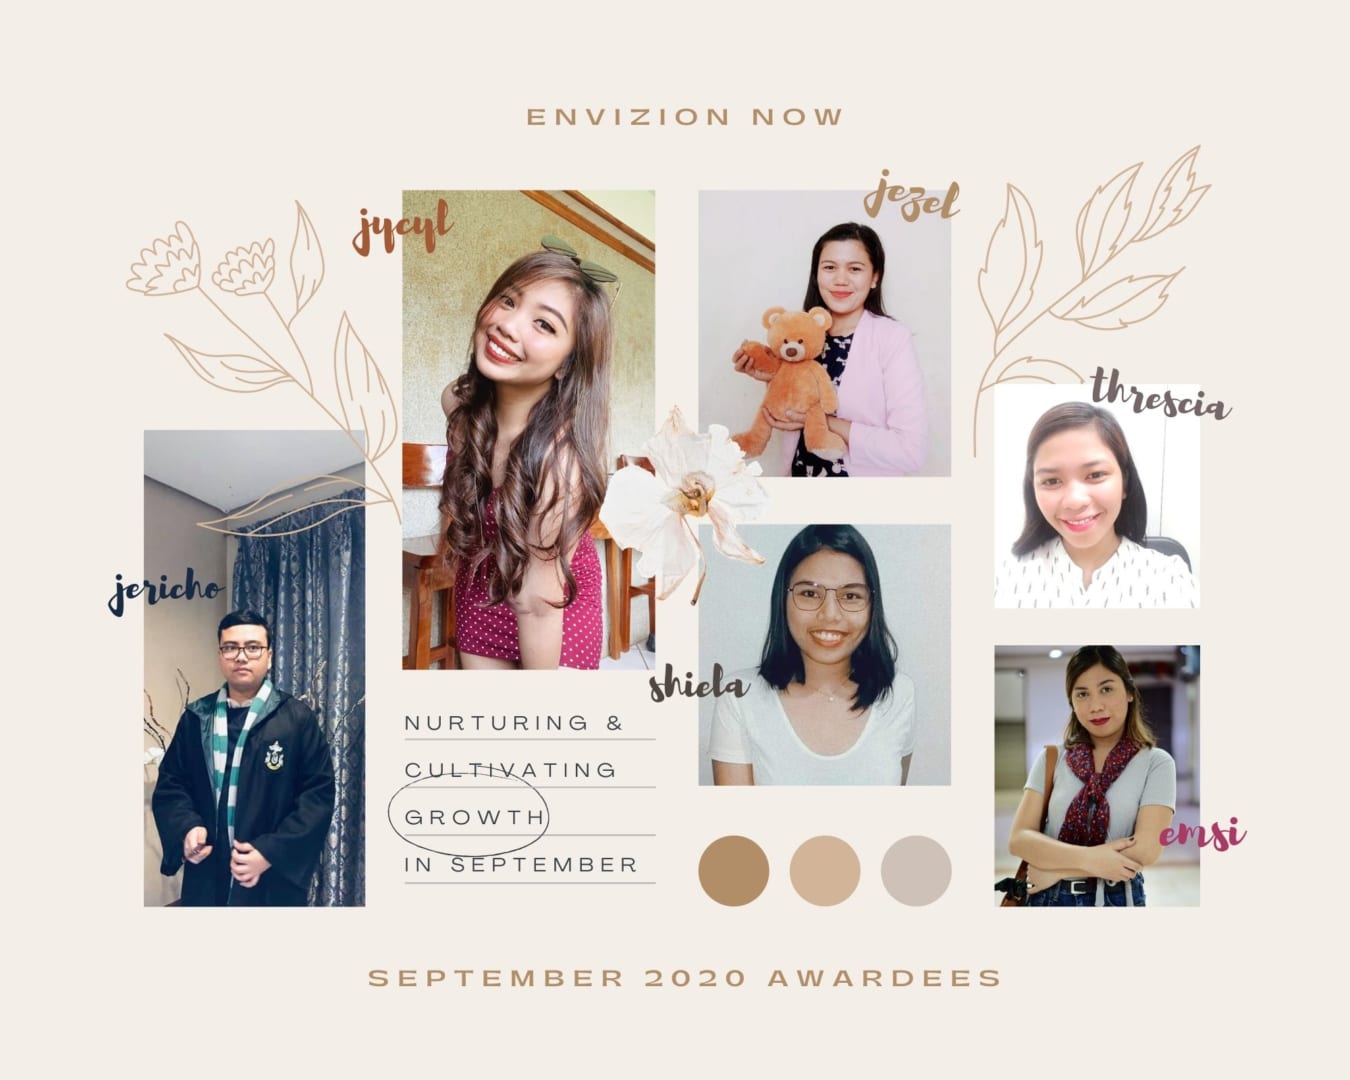 ENVIZION NOW
jycyl
jezel
threscia
jericho
shiela
emsi
NURTURING &
CULTIVATING
GROWTH
IN SEPTEMBER
SEPTEMBER 2020 AWARDEES